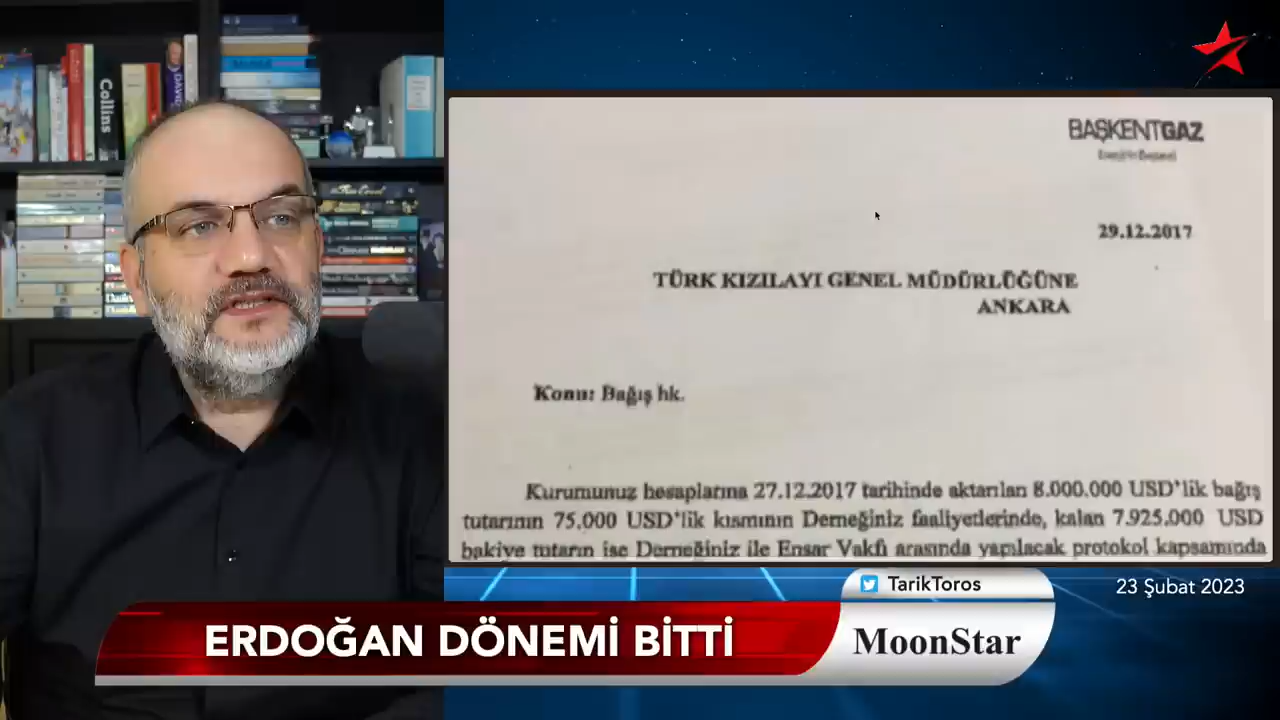 Collins
BAŞKENTGAZ
29.12.2017
TÜRK KIZILAYI GENEL MÜDÜRLÜĞÜNE
ANKARA
Konu: Bağış hk.
Kurumunuz hesaplarına 27.12.2017 tarihinde aktarılan 8.000.000 USD'lik bağış
tutarının 75,000 USD'lik kısmının Derneğiniz faaliyetlerinde, kalan 7.925.000 USD
bakiye tutarın ise Derneğiniz ile Ensar Vakfı arasında yapılacak protokol kapsamında
TarikToros
23 Şubat 2023
ERDOĞAN DÖNEMİ BİTTİ
MoonStar